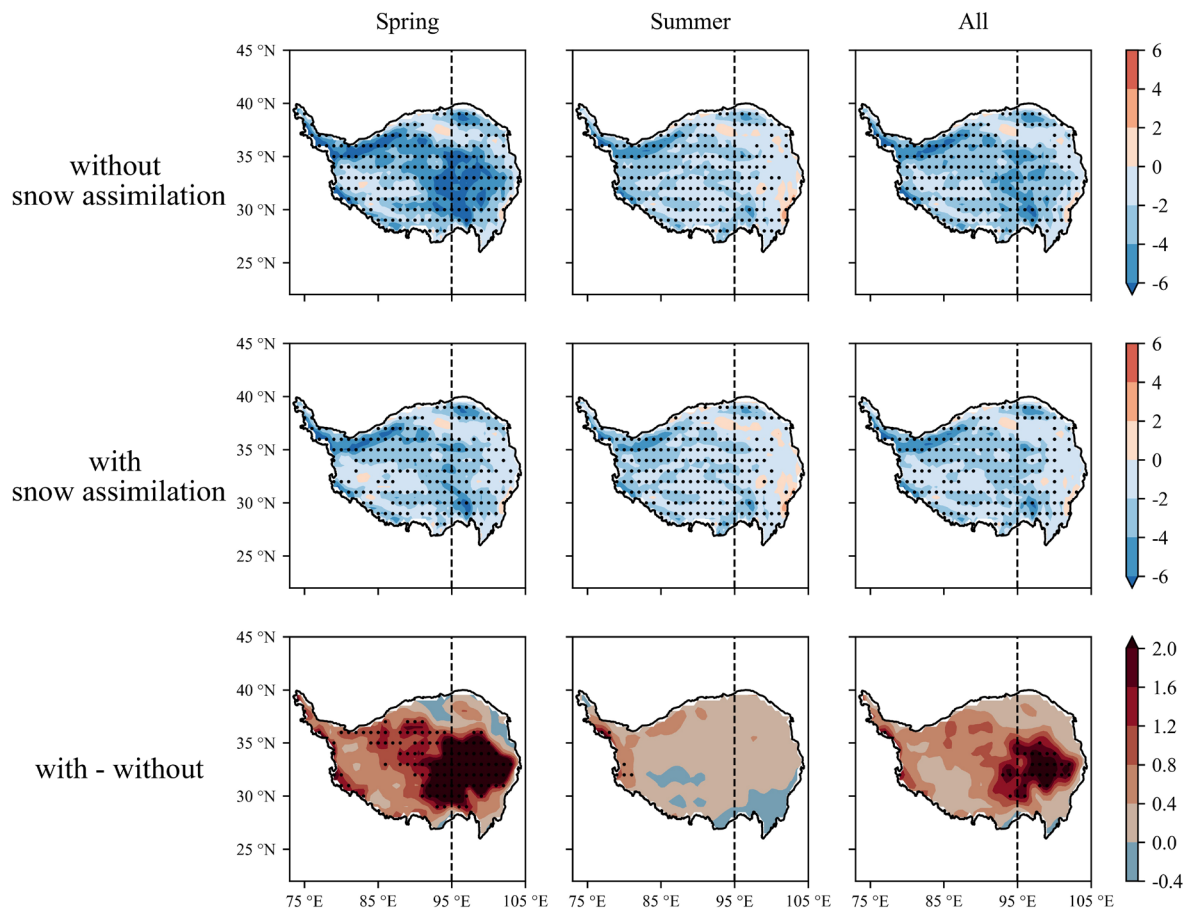 Spring Summer All
45 °N
40 °N
35 °N
30 °N
25 °N
without
snow assimilation
6
4
2
0
-2
-4
-6
45 °N
40 °N
35 °N
30 °N
25 °N
with
snow assimilation
6
4
2
0
-2
-4
-6
45 °N
40 °N
35 °N
30 °N
25 °N
with - without
2.0
1.6
1.2
0.8
0.4
0.0
-0.4
75 °E 85 °E 95 °E 105 °E 75 °E 85 °E 95 °E 105 °E 75 °E 85 °E 95 °E 105 °E